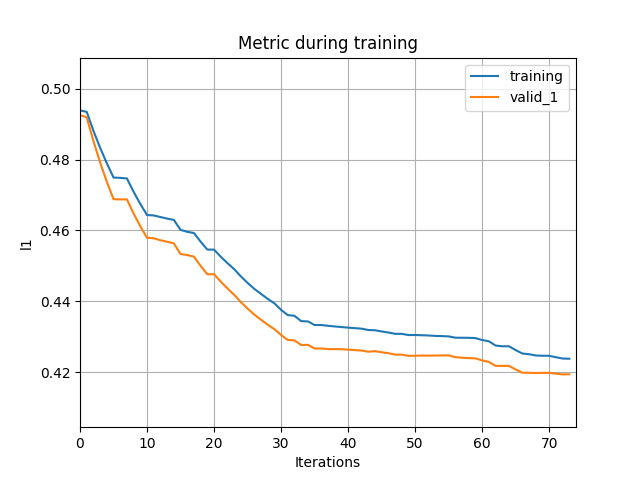 Metric during training
training
valid_1
0.50
0.48
0.46
0.44
0.42
l1
0 10 20 30 40 50 60 70
Iterations